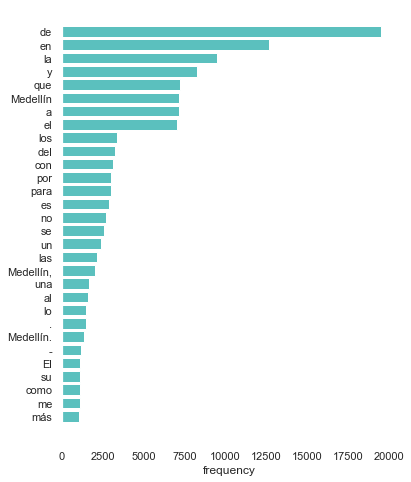 de
en
la
y
que
Medellín
a
el
los
del
con
por
para
es
no
se
un
las
Medellín,
una
al
lo
.
Medellín.
-
El
su
como
me
más
0 2500 5000 7500 10000 12500 15000 17500 20000
frequency